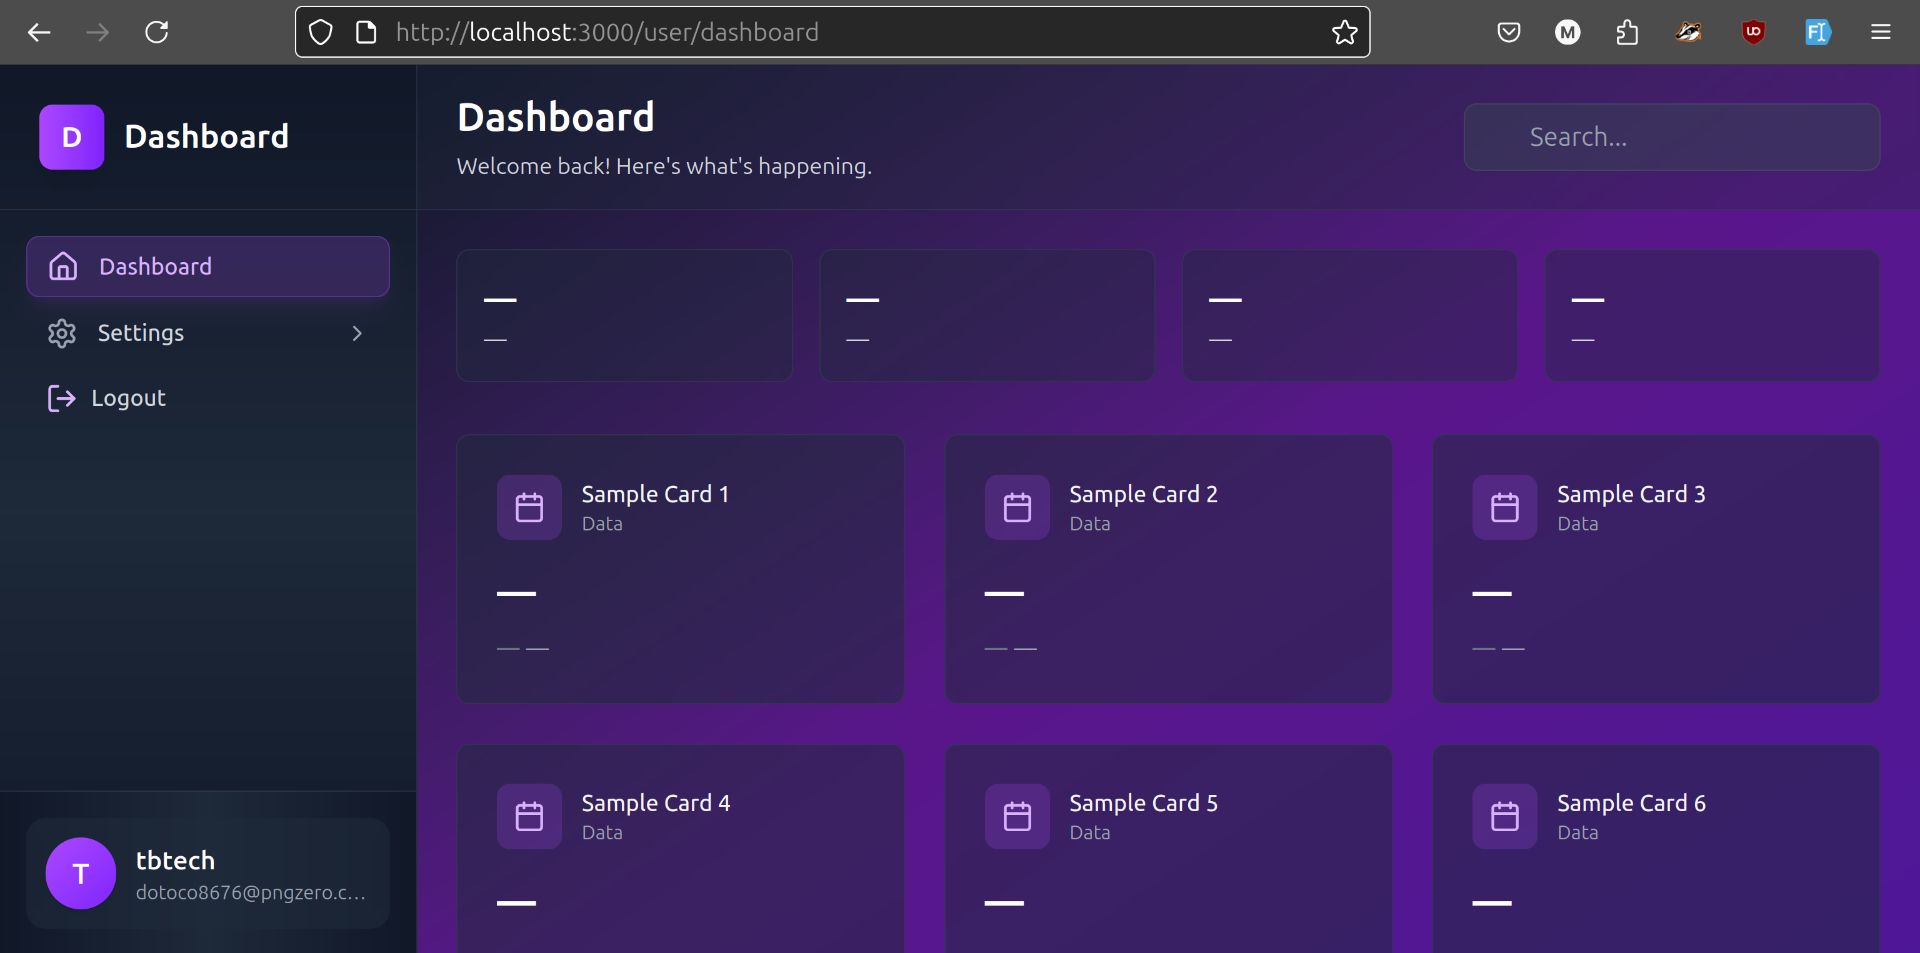 http://localhost:3000/user/dashboard
M
UO
F
D
Dashboard
Dashboard
Settings
Logout
T
tbtech
dotoco8676@pngzero.c...
Dashboard
Welcome back! Here's what's happening.
Search...
—
—
—
—
—
—
—
—
Sample Card 1
Data
—
— —
Sample Card 2
Data
—
— —
Sample Card 3
Data
—
— —
Sample Card 4
Data
—
Sample Card 5
Data
—
Sample Card 6
Data
—